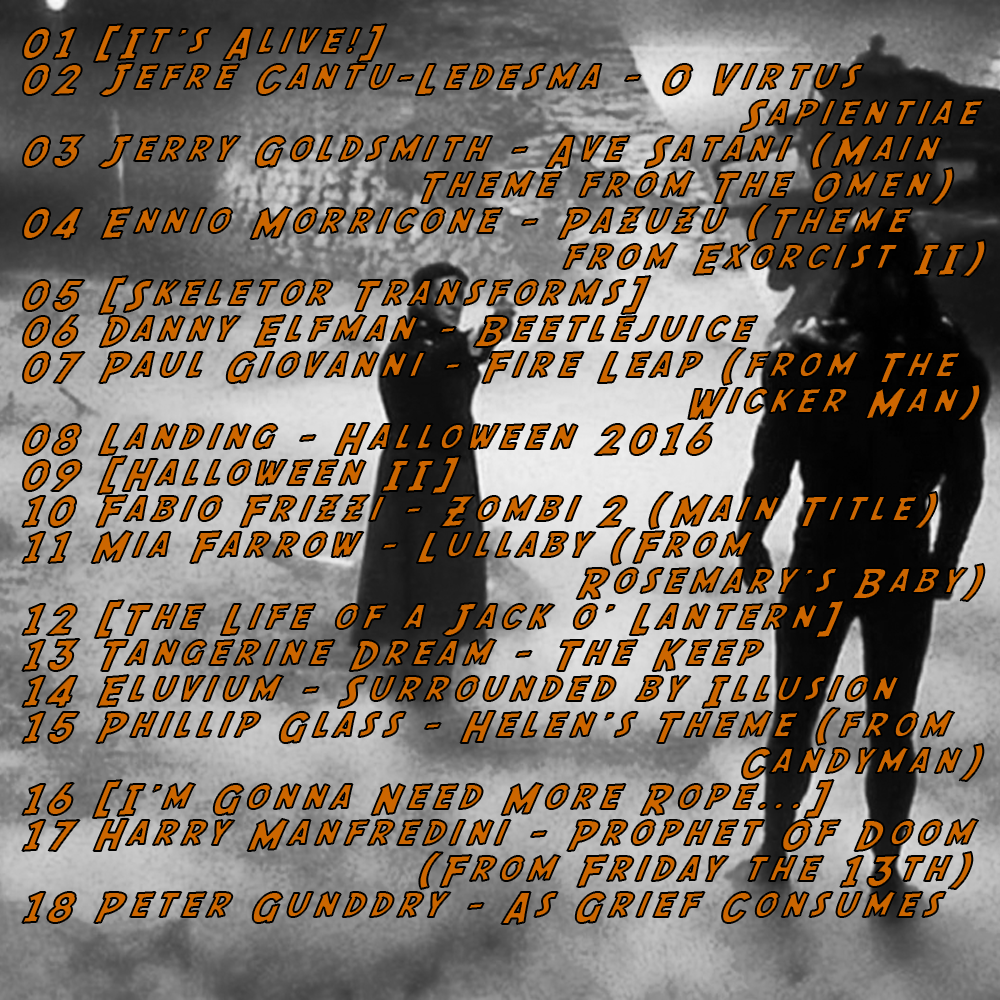 01 [It's Alive!]
02 Jefre Cantu-Ledesma - O Virtus
Sapientiae
03 Jerry Goldsmith - Ave Satani (Main
Theme from The Omen)
04 Ennio Morricone - Pazuzu (Theme
from Exorcist II)
05 [Skeletor Transforms]
06 Danny Elfman - Beetlejuice
07 Paul Giovanni - Fire Leap (from The
Wicker Man)
08 Landing - Halloween 2016
09 [Halloween II]
10 Fabio Frizzi - Zombi 2 (Main Title)
11 Mia Farrow - Lullaby (From
Rosemary's Baby)
12 [The Life of a Jack O' Lantern]
13 Tangerine Dream - The Keep
14 Eluvium - Surrounded by Illusion
15 Phillip Glass - Helen's Theme (from
Candyman)
16 [I'm Gonna Need More Rope...]
17 Harry Manfredini - Prophet Of Doom
(From Friday the 13th)
18 Peter Gunddry - As Grief Consumes